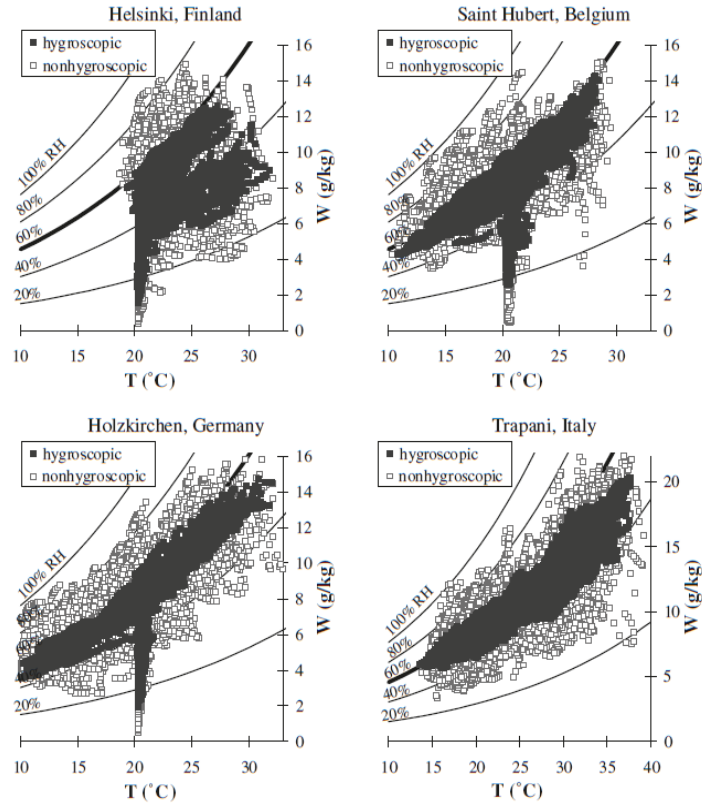 Helsinki, Finland
hygroscopic
nonhygroscopic
100% RH
80%
60%
40%
20%
16
14
12
10
8
6
4
2
0
W (g/kg)
10 15 20 25 30
T (°C)
Saint Hubert, Belgium
hygroscopic
nonhygroscopic
100% RH
80%
60%
40%
20%
16
14
12
10
8
6
4
2
0
W (g/kg)
10 15 20 25 30
T (°C)
Holzkirchen, Germany
hygroscopic
nonhygroscopic
100% RH
80%
60%
40%
20%
16
14
12
10
8
6
4
2
0
W (g/kg)
10 15 20 25 30
T (°C)
Trapani, Italy
hygroscopic
nonhygroscopic
100% RH
80%
60%
40%
20%
20
15
10
5
0
W (g/kg)
10 15 20 25 30 35 40
T (°C)